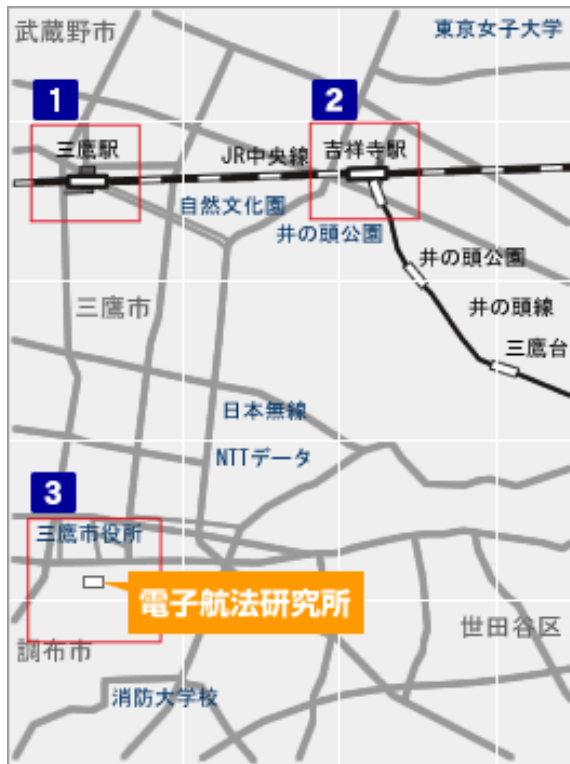 武蔵野市
東京女子大学
1
2
三鷹駅
JR中央線
吉祥寺駅
自然文化園
井の頭公園
井の頭公園
三鷹市
井の頭線
三鷹台
日本無線
NTTデータ
3
三鷹市役所
電子航法研究所
世田谷区
調布市
消防大学校